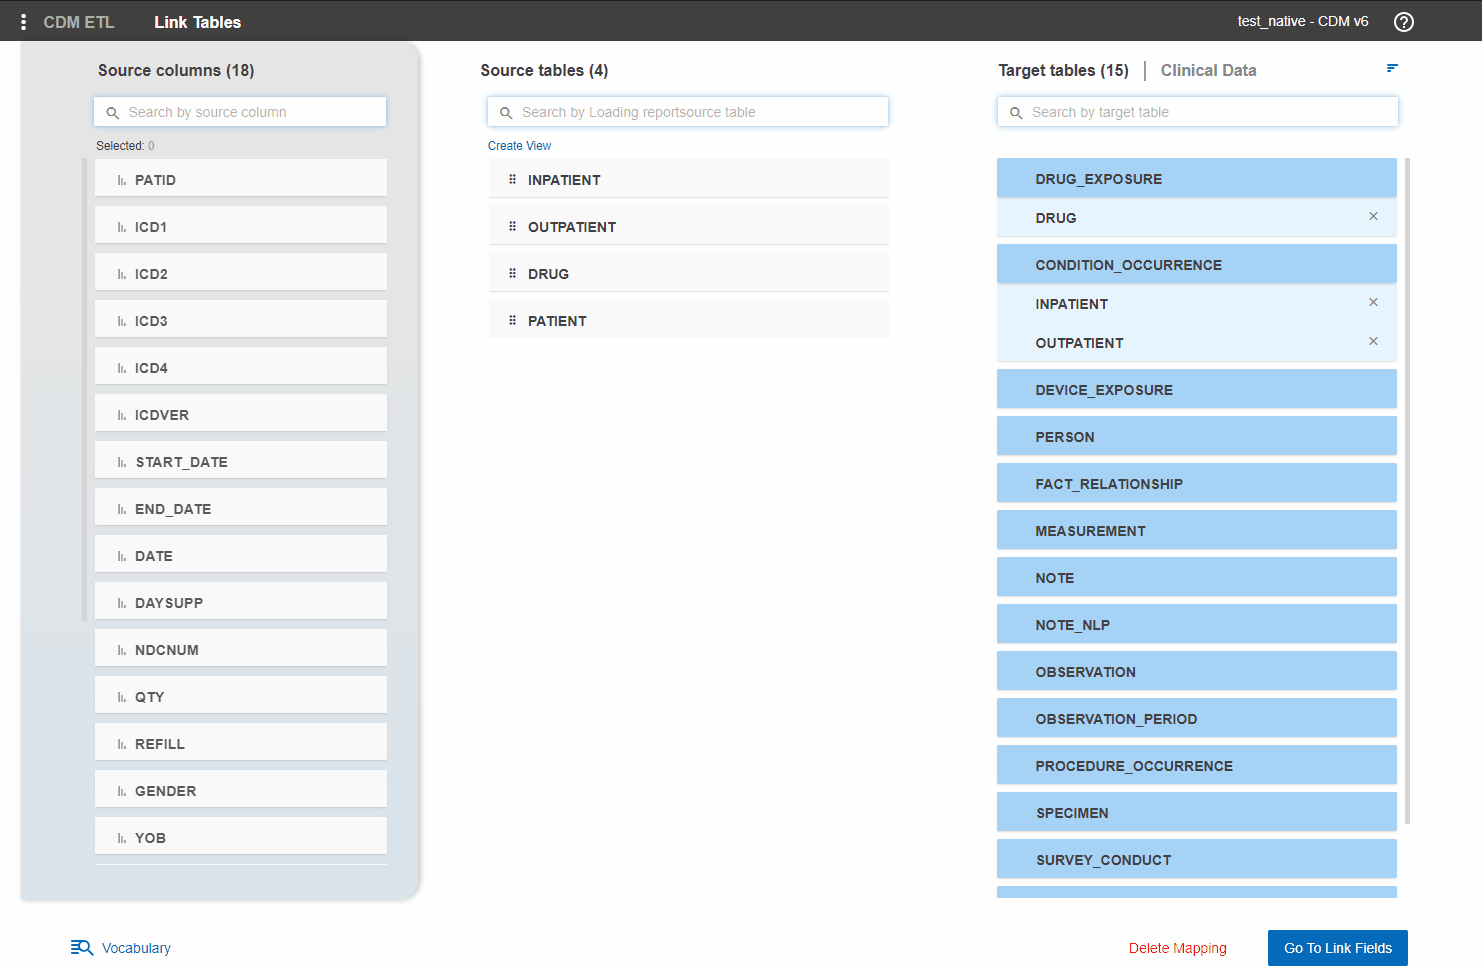 CDM ETL Link Tables test_native - CDM v6
Source columns (18)
Search by source column
Selected: 0
PATID
ICD1
ICD2
ICD3
ICD4
ICDVER
START_DATE
END_DATE
DATE
DAYSUPP
NDCNUM
QTY
REFILL
GENDER
YOB
Source tables (4)
Search by Loading reportsource table
Create View
INPATIENT
OUTPATIENT
DRUG
PATIENT
Target tables (15) | Clinical Data
Search by target table
DRUG_EXPOSURE
DRUG
CONDITION_OCCURRENCE
INPATIENT
OUTPATIENT
DEVICE_EXPOSURE
PERSON
FACT_RELATIONSHIP
MEASUREMENT
NOTE
NOTE_NLP
OBSERVATION
OBSERVATION_PERIOD
PROCEDURE_OCCURRENCE
SPECIMEN
SURVEY_CONDUCT
Vocabulary
Delete Mapping
Go To Link Fields